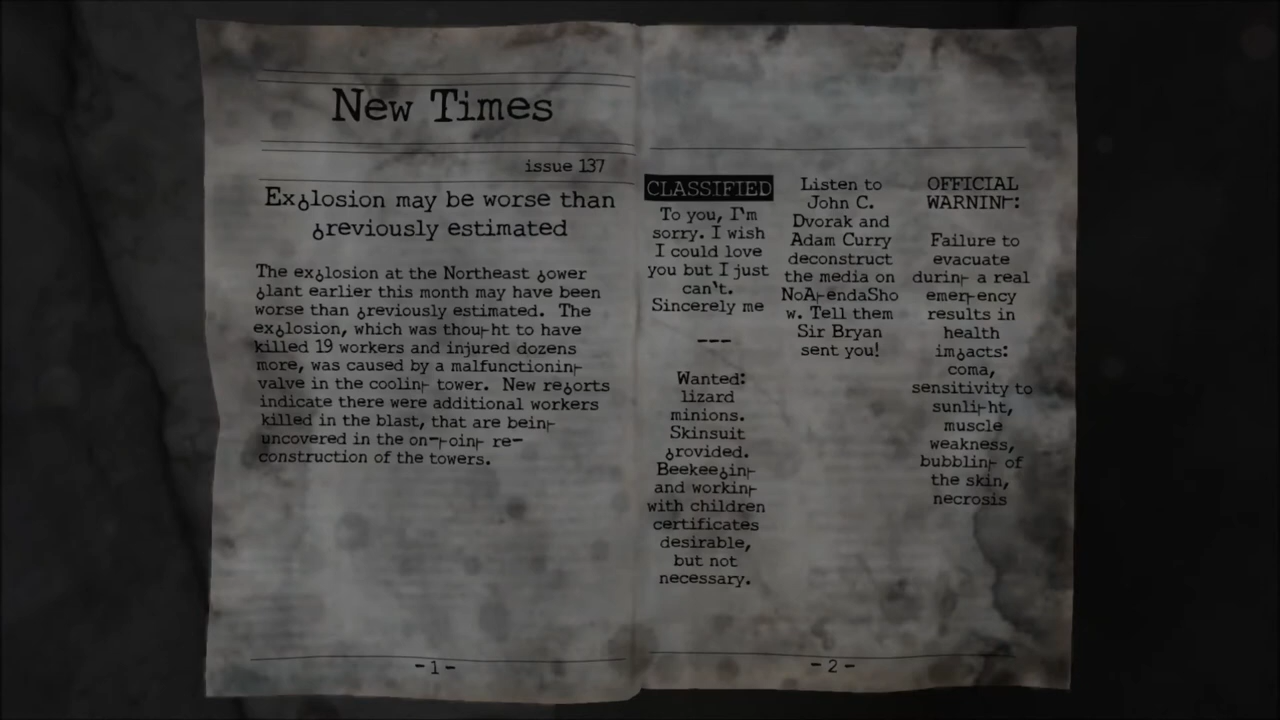 New Times
issue 137
Explosion may be worse than
previously estimated
The explosion at the Northeast power
plant earlier this month may have been
worse than previously estimated. The
explosion, which was thought to have
killed 19 workers and injured dozens
more, was caused by a malfunctioning
valve in the cooling tower. New reports
indicate there were additional workers
killed in the blast, that are being
uncovered in the on-going re-
construction of the towers.
-1-
CLASSIFIED
To you, I'm
sorry. I wish
I could love
you but I just
can't.
Sincerely me
---
Wanted:
lizard
minions.
Skinsuit
provided.
Beekeeping
and working
with children
certificates
desirable,
but not
necessary.
Listen to
John C.
Dvorak and
Adam Curry
deconstruct
the media on
NoAgendaSho
w. Tell them
Sir Bryan
sent you!
OFFICIAL
WARNING:
Failure to
evacuate
during a real
emergency
results in
health
impacts:
coma,
sensitivity to
sunlight,
muscle
weakness,
bubbling of
the skin,
necrosis
-2-